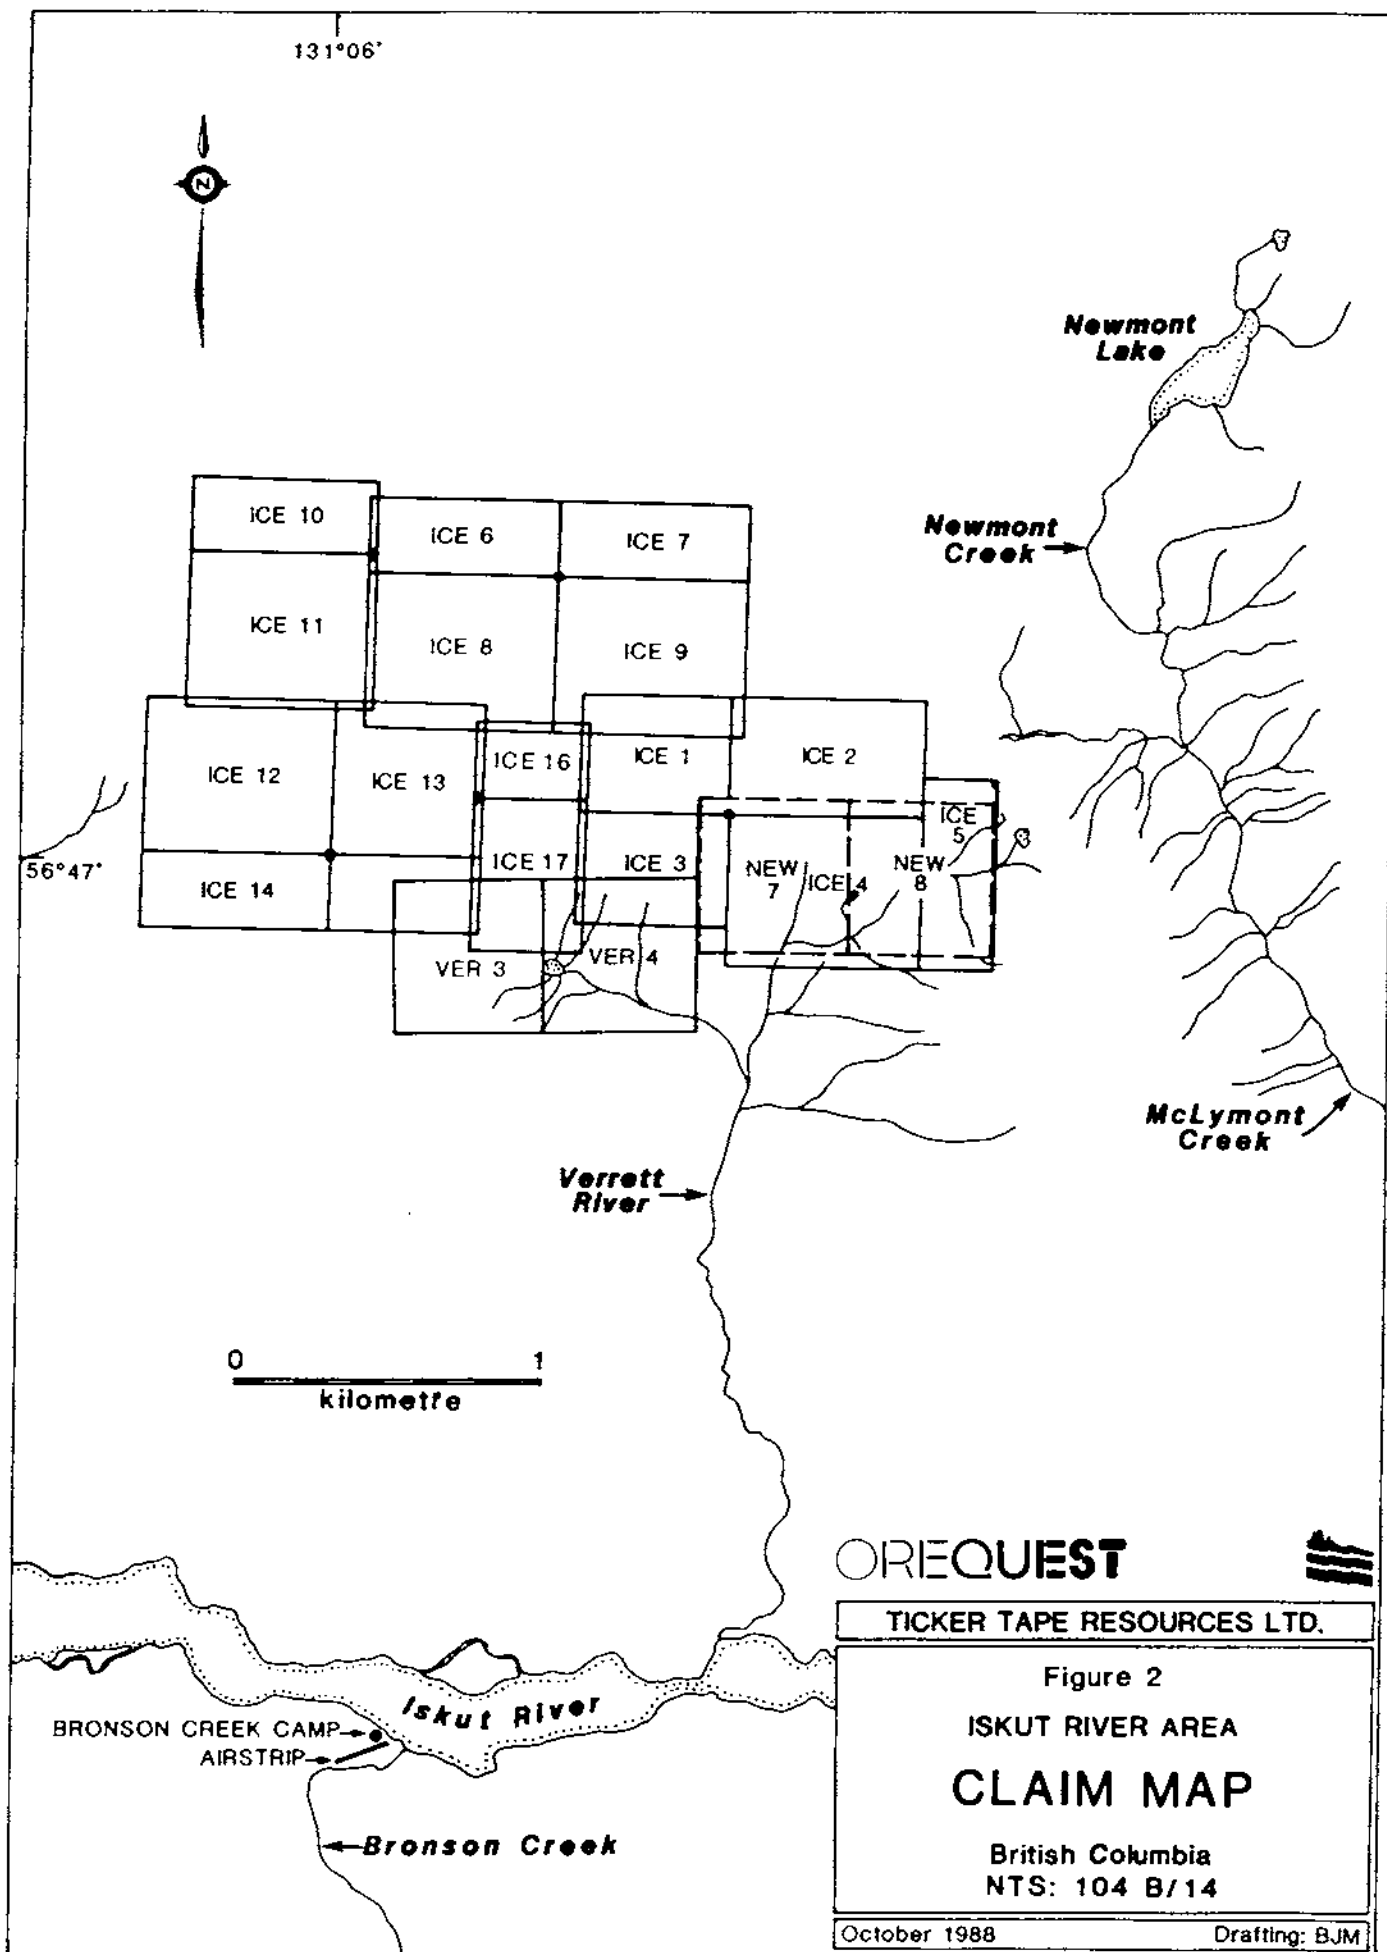 131°06'
N
Newmont
Lake
Newmont
Creek
ICE 10
ICE 6
ICE 7
ICE 11
ICE 8
ICE 9
ICE 12
ICE 13
ICE 16
ICE 1
ICE 2
ICE
5
56°47'
ICE 14
ICE 17
ICE 3
NEW
7
ICE 4
NEW
8
VER 3
VER 4
McLymont
Creek
Verrett
River
0 1
kilometre
Iskut River
BRONSON CREEK CAMP
AIRSTRIP
Bronson Creek
OREQUEST
TICKER TAPE RESOURCES LTD.
Figure 2
ISKUT RIVER AREA
CLAIM MAP
British Columbia
NTS: 104 B/14
October 1988 Drafting: BJM